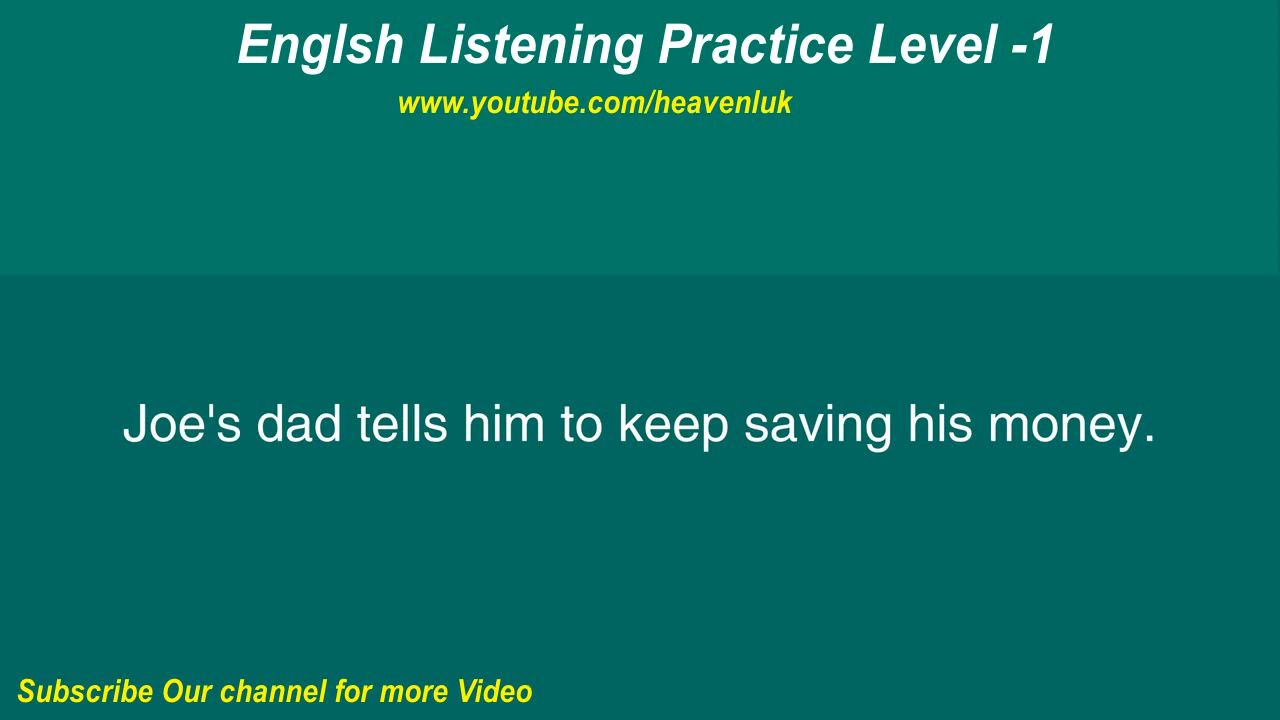 Englsh Listening Practice Level -1
www.youtube.com/heavenluk
Joe's dad tells him to keep saving his money.
Subscribe Our channel for more Video